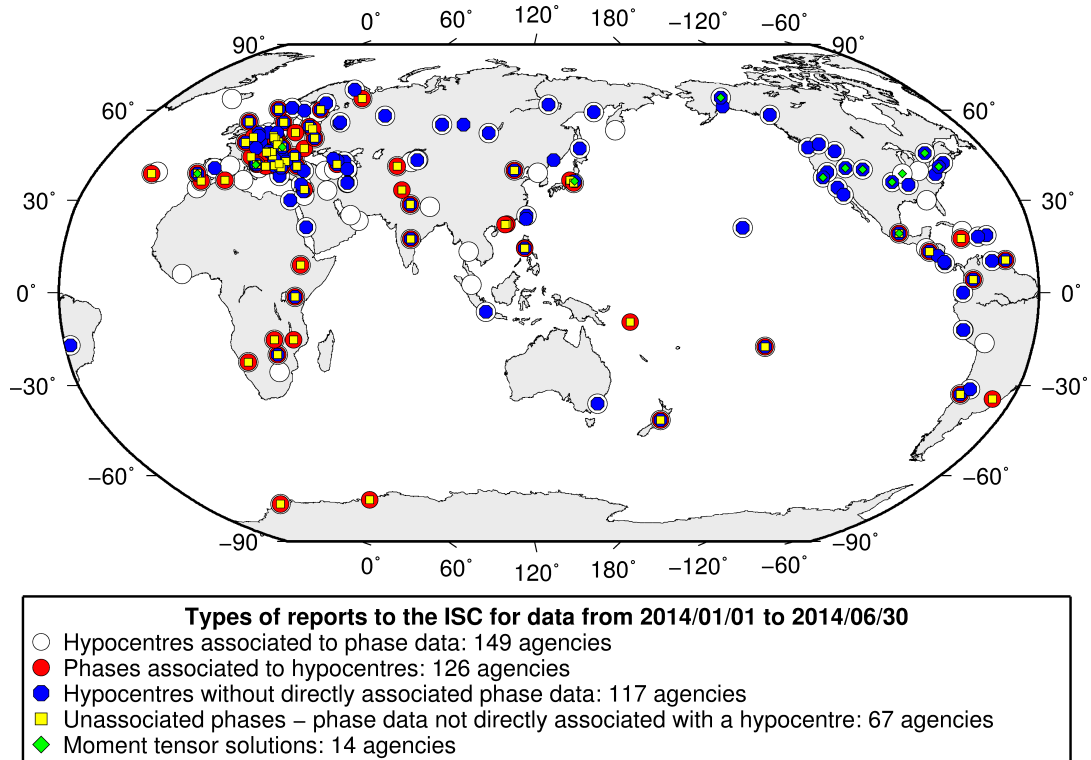 0° 60° 120° 180° −120° −60°
90° 90°
60° 60°
30° 30°
0° 0°
−30° −30°
−60° −60°
−90° −90°
0° 60° 120° 180° −120° −60°
Types of reports to the ISC for data from 2014/01/01 to 2014/06/30
Hypocentres associated to phase data: 149 agencies
Phases associated to hypocentres: 126 agencies
Hypocentres without directly associated phase data: 117 agencies
Unassociated phases − phase data not directly associated with a hypocentre: 67 agencies
Moment tensor solutions: 14 agencies